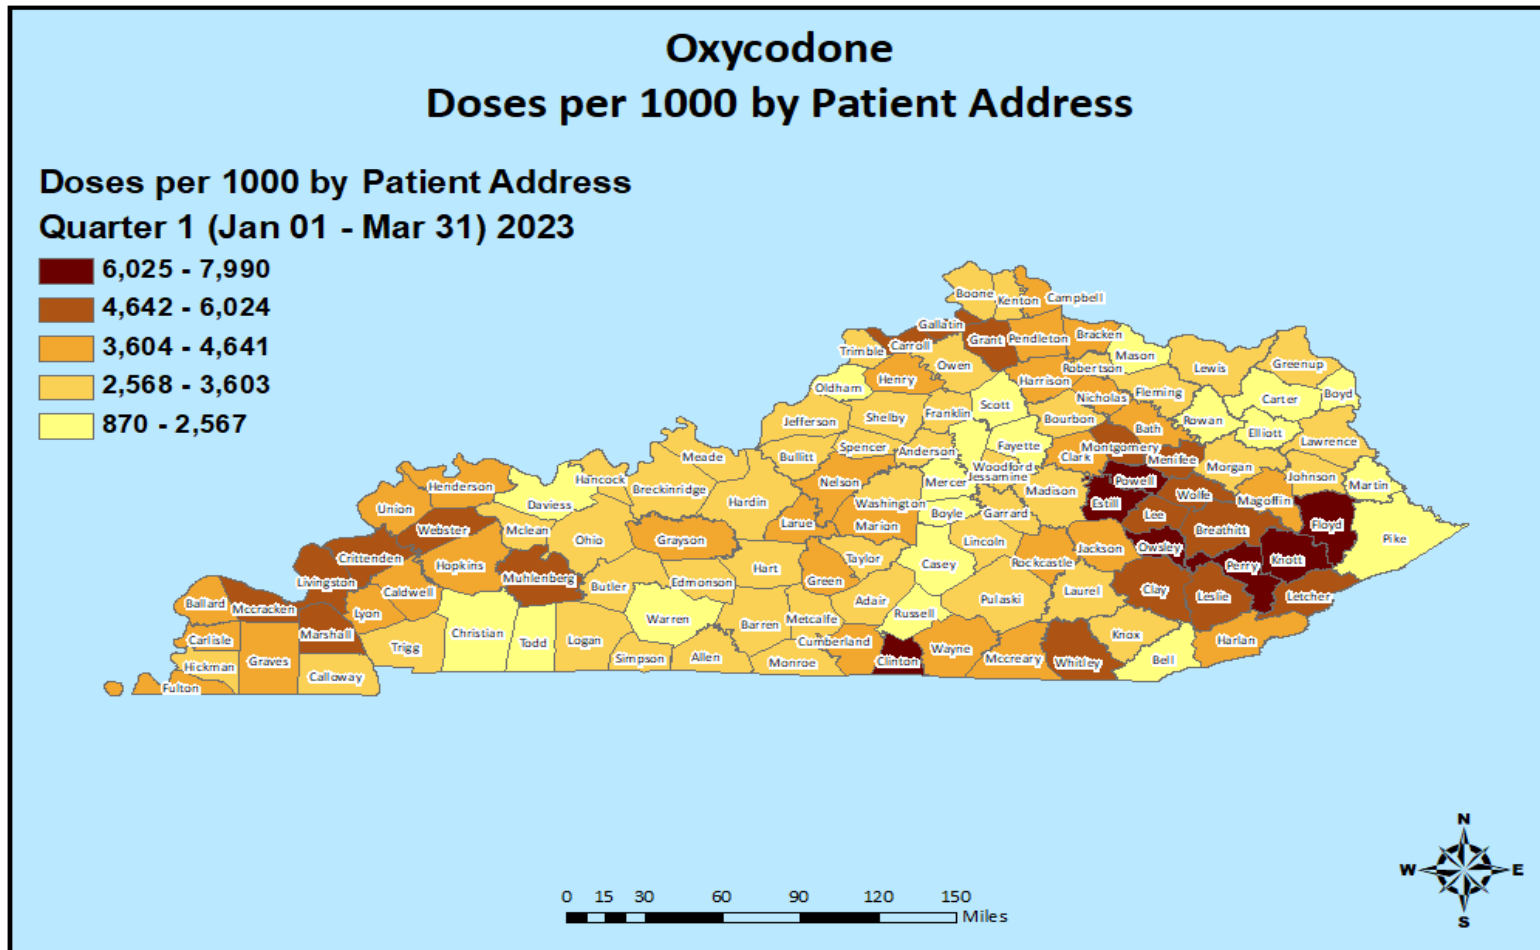 Oxycodone
Doses per 1000 by Patient Address
Doses per 1000 by Patient Address
Quarter 1 (Jan 01 - Mar 31) 2023
6,025 - 7,990
4,642 - 6,024
3,604 - 4,641
2,568 - 3,603
870 - 2,567
Boone
Kenton
Campbell
Gallatin
Carroll
Grant
Pendleton
Bracken
Trimble
Mason
Owen
Robertson
Lewis
Greenup
Oldham
Henry
Harrison
Nicholas
Fleming
Carter
Boyd
Jefferson
Shelby
Franklin
Scott
Bourbon
Bath
Rowan
Elliott
Lawrence
Bullitt
Spencer
Anderson
Fayette
Clark
Montgomery
Menifee
Morgan
Johnson
Martin
Meade
Hancock
Breckinridge
Hardin
Nelson
Mercer
Woodford
Jessamine
Madison
Powell
Estill
Wolfe
Magoffin
Floyd
Pike
Henderson
Daviess
Union
Webster
Mclean
Ohio
Grayson
Larue
Washington
Marion
Boyle
Garrard
Lee
Breathitt
Lincoln
Rockcastle
Jackson
Owsley
Perry
Knott
Crittenden
Livingston
Hopkins
Muhlenberg
Butler
Edmonson
Hart
Green
Taylor
Casey
Ballard
Mccracken
Caldwell
Lyon
Adair
Russell
Pulaski
Laurel
Clay
Leslie
Letcher
Carlisle
Marshall
Trigg
Christian
Todd
Logan
Warren
Barren
Metcalfe
Cumberland
Wayne
Knox
Harlan
Hickman
Graves
Calloway
Simpson
Allen
Monroe
Clinton
Mccreary
Whitley
Bell
Fulton
N
W
E
S
0 15 30 60 90 120 150
Miles